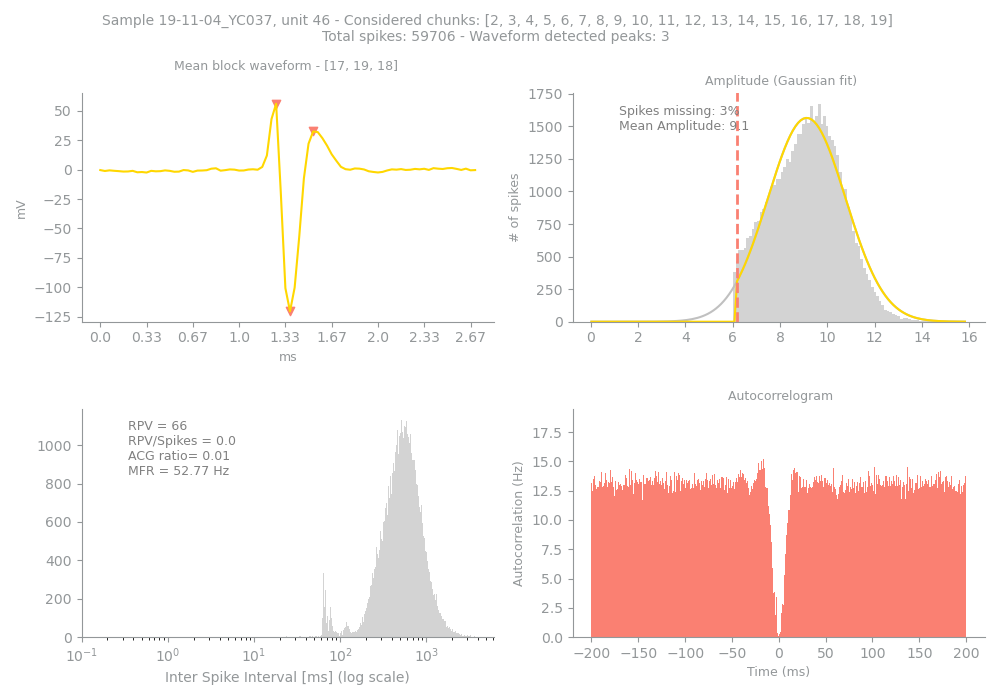 Sample 19-11-04_YC037, unit 46 - Considered chunks: [2, 3, 4, 5, 6, 7, 8, 9, 10, 11, 12, 13, 14, 15, 16, 17, 18, 19]
Total spikes: 59706 - Waveform detected peaks: 3
Mean block waveform - [17, 19, 18]
50
25
0
−25
−50
−75
−100
−125
mV
0.0 0.33 0.67 1.0 1.33 1.67 2.0 2.33 2.67
ms
Amplitude (Gaussian fit)
Spikes missing: 3%
Mean Amplitude: 9.1
1750
1500
1250
1000
750
500
250
0
# of spikes
0 2 4 6 8 10 12 14 16
RPV = 66
RPV/Spikes = 0.0
ACG ratio= 0.01
MFR = 52.77 Hz
1000
800
600
400
200
0
10⁻¹ 10⁰ 10¹ 10² 10³
Inter Spike Interval [ms] (log scale)
Autocorrelogram
17.5
15.0
12.5
10.0
7.5
5.0
2.5
0.0
Autocorrelation (Hz)
−200 −150 −100 −50 0 50 100 150 200
Time (ms)